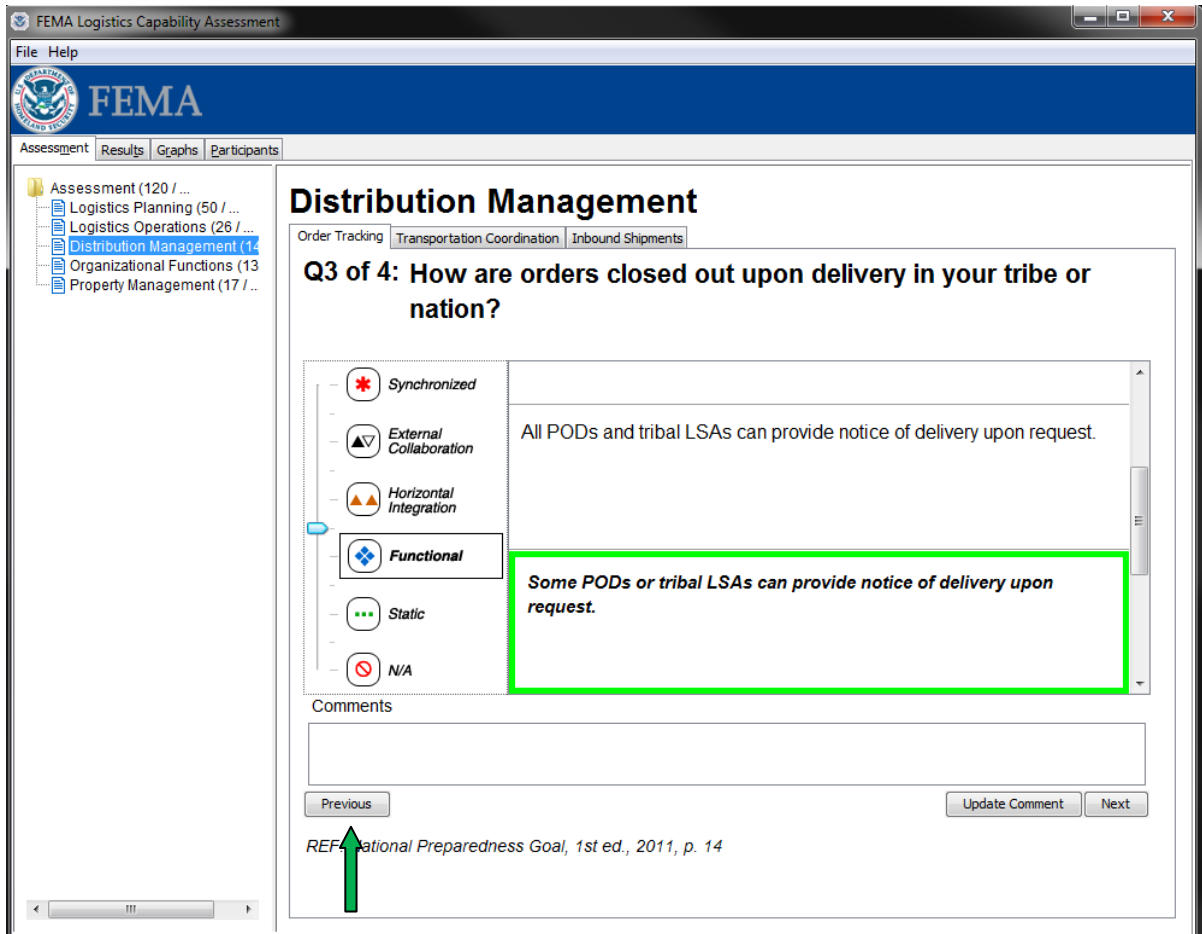 FEMA Logistics Capability Assessment
File Help
FEMA
Assessment Results Graphs Participants
Assessment (120 / ...
Logistics Planning (50 / ...
Logistics Operations (26 / ...
Distribution Management (14
Organizational Functions (13
Property Management (17 / ..
Distribution Management
Order Tracking Transportation Coordination Inbound Shipments
Q3 of 4: How are orders closed out upon delivery in your tribe or
nation?
Synchronized
External
Collaboration
All PODs and tribal LSAs can provide notice of delivery upon request.
Horizontal
Integration
Functional
Some PODs or tribal LSAs can provide notice of delivery upon
request.
Static
N/A
Comments
Previous Update Comment Next
REF: National Preparedness Goal, 1st ed., 2011, p. 14